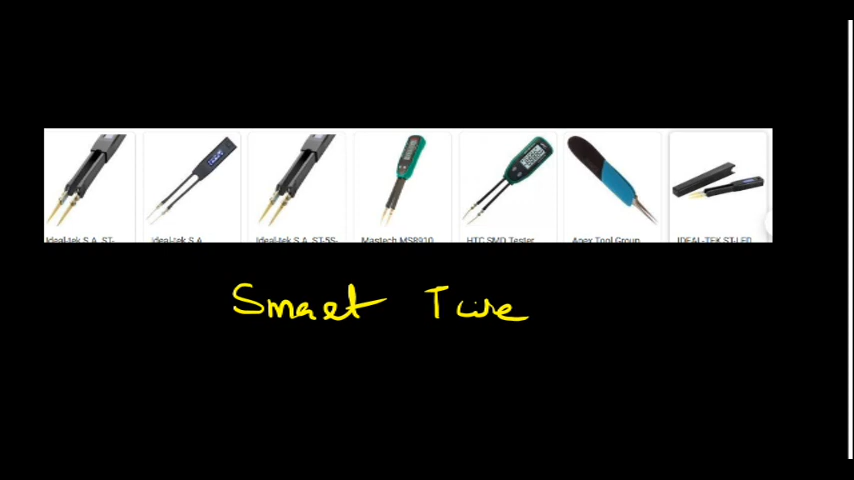 Ideal-tek S.A. ST- Ideal-tek S.A. Ideal-tek S.A. ST-5S- Mastech MS8910 HTC SMD Tester Apex Tool Group IDEAL-TEK ST-LED
Smart Twe